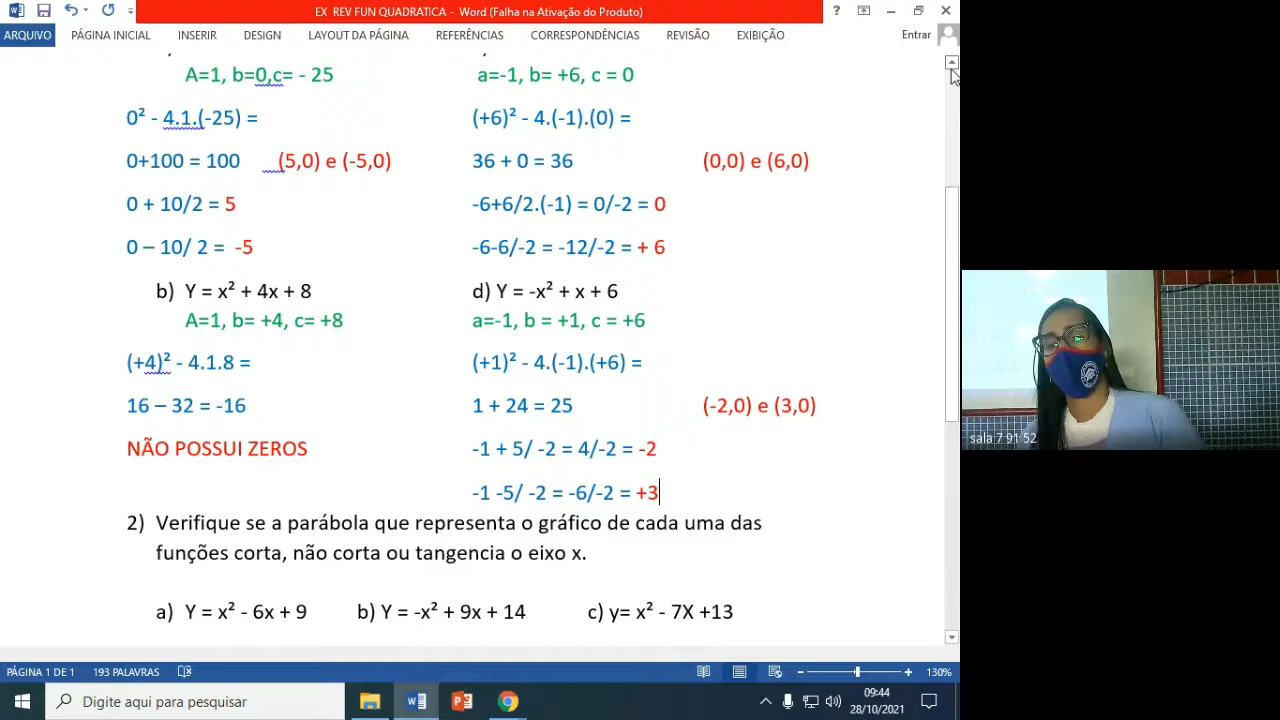 EX REV FUN QUADRATICA - Word (Falha na Ativação do Produto)
ARQUIVO PÁGINA INICIAL INSERIR DESIGN LAYOUT DA PÁGINA REFERÊNCIAS CORRESPONDÊNCIAS REVISÃO EXIBIÇÃO Entrar
A=1, b=0,c= - 25 a=-1, b= +6, c = 0
0² - 4.1.(-25) = (+6)² - 4.(-1).(0) =
0+100 = 100 (5,0) e (-5,0) 36 + 0 = 36 (0,0) e (6,0)
0 + 10/2 = 5 -6+6/2.(-1) = 0/-2 = 0
0 – 10/ 2 = -5 -6-6/-2 = -12/-2 = + 6
b) Y = x² + 4x + 8 d) Y = -x² + x + 6
A=1, b= +4, c= +8 a=-1, b = +1, c = +6
(+4)² - 4.1.8 = (+1)² - 4.(-1).(+6) =
16 – 32 = -16 1 + 24 = 25 (-2,0) e (3,0)
NÃO POSSUI ZEROS -1 + 5/ -2 = 4/-2 = -2
-1 -5/ -2 = -6/-2 = +3
2) Verifique se a parábola que representa o gráfico de cada uma das
funções corta, não corta ou tangencia o eixo x.
a) Y = x² - 6x + 9 b) Y = -x² + 9x + 14 c) y= x² - 7X +13
sala 7 91 52
PÁGINA 1 DE 1 193 PALAVRAS 130%
Digite aqui para pesquisar
09:44
28/10/2021